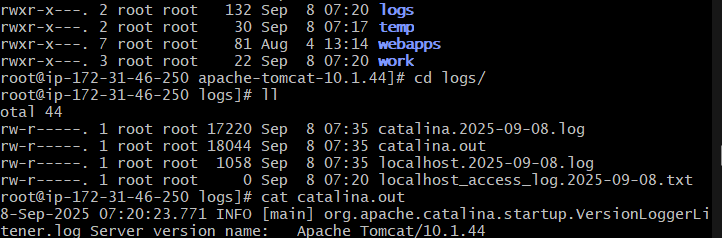 rwxr-x---. 2 root root   132 Sep  8 07:20 logs
rwxr-x---. 2 root root    30 Sep  8 07:17 temp
rwxr-x---. 7 root root    81 Aug  4 13:14 webapps
rwxr-x---. 3 root root    22 Sep  8 07:20 work
root@ip-172-31-46-250 apache-tomcat-10.1.44]# cd logs/
root@ip-172-31-46-250 logs]# ll
otal 44
rw-r-----. 1 root root 17220 Sep  8 07:35 catalina.2025-09-08.log
rw-r-----. 1 root root 18044 Sep  8 07:35 catalina.out
rw-r-----. 1 root root  1058 Sep  8 07:35 localhost.2025-09-08.log
rw-r-----. 1 root root     0 Sep  8 07:20 localhost_access_log.2025-09-08.txt
root@ip-172-31-46-250 logs]# cat catalina.out
8-Sep-2025 07:20:23.771 INFO [main] org.apache.catalina.startup.VersionLoggerLi
tener.log Server version name:   Apache Tomcat/10.1.44